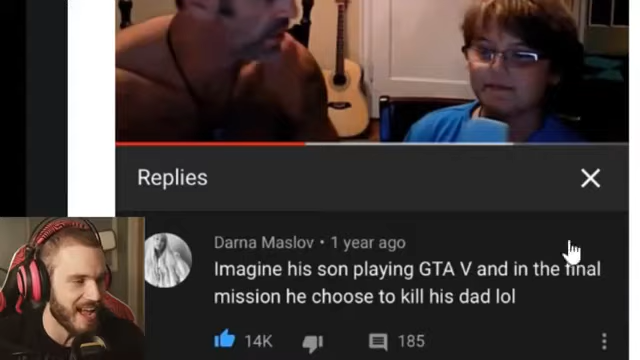 Replies
Darna Maslov • 1 year ago
Imagine his son playing GTA V and in the final
mission he choose to kill his dad lol
14K 185